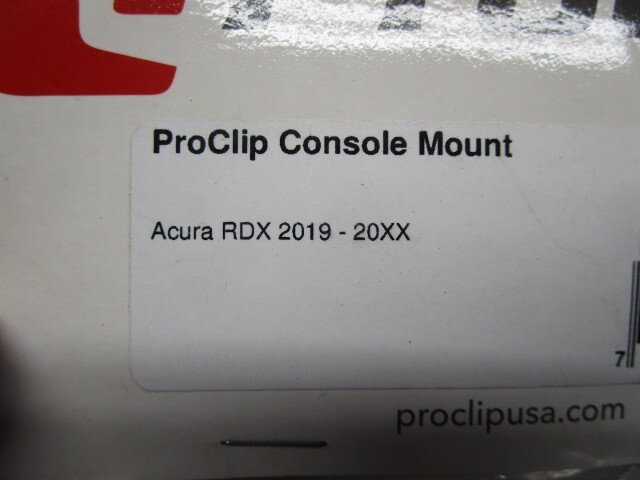 ProClip Console Mount
Acura RDX 2019 - 20XX
7
proclipusa.com